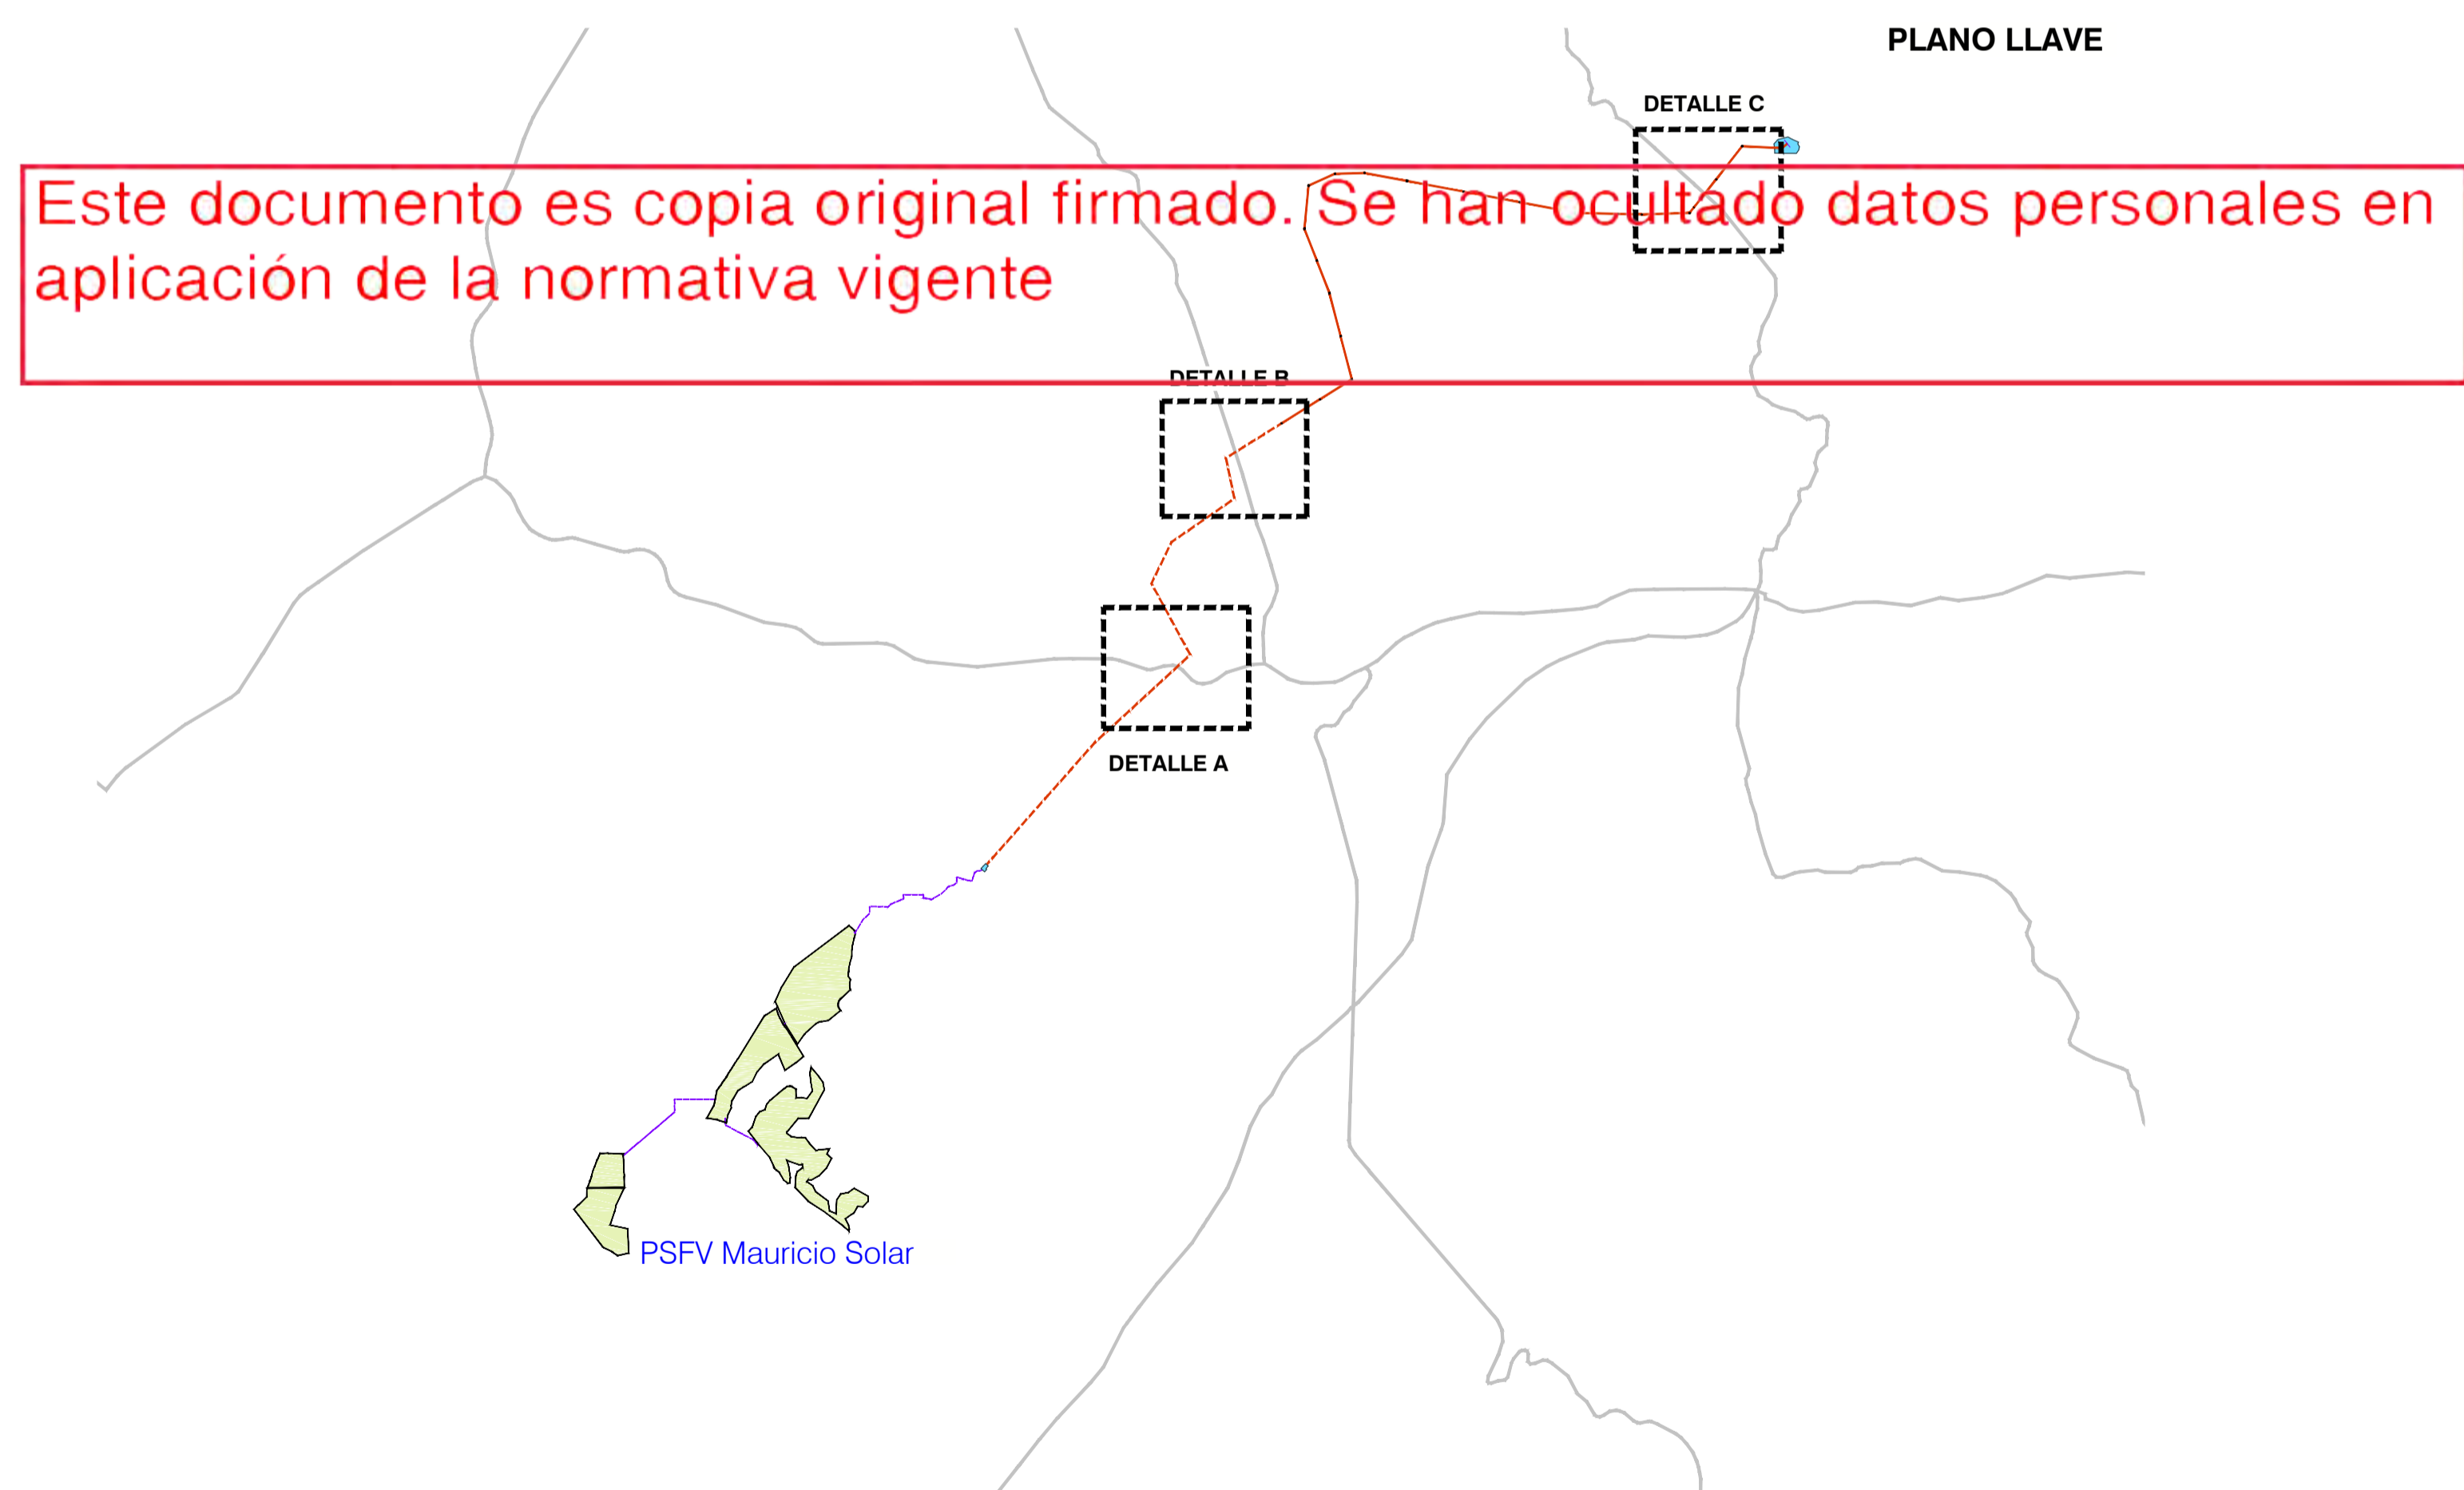 PLANO LLAVE
DETALLE C
Este documento es copia original firmado. Se han ocultado datos personales en
aplicación de la normativa vigente
DETALLE B
DETALLE A
PSFV Mauricio Solar